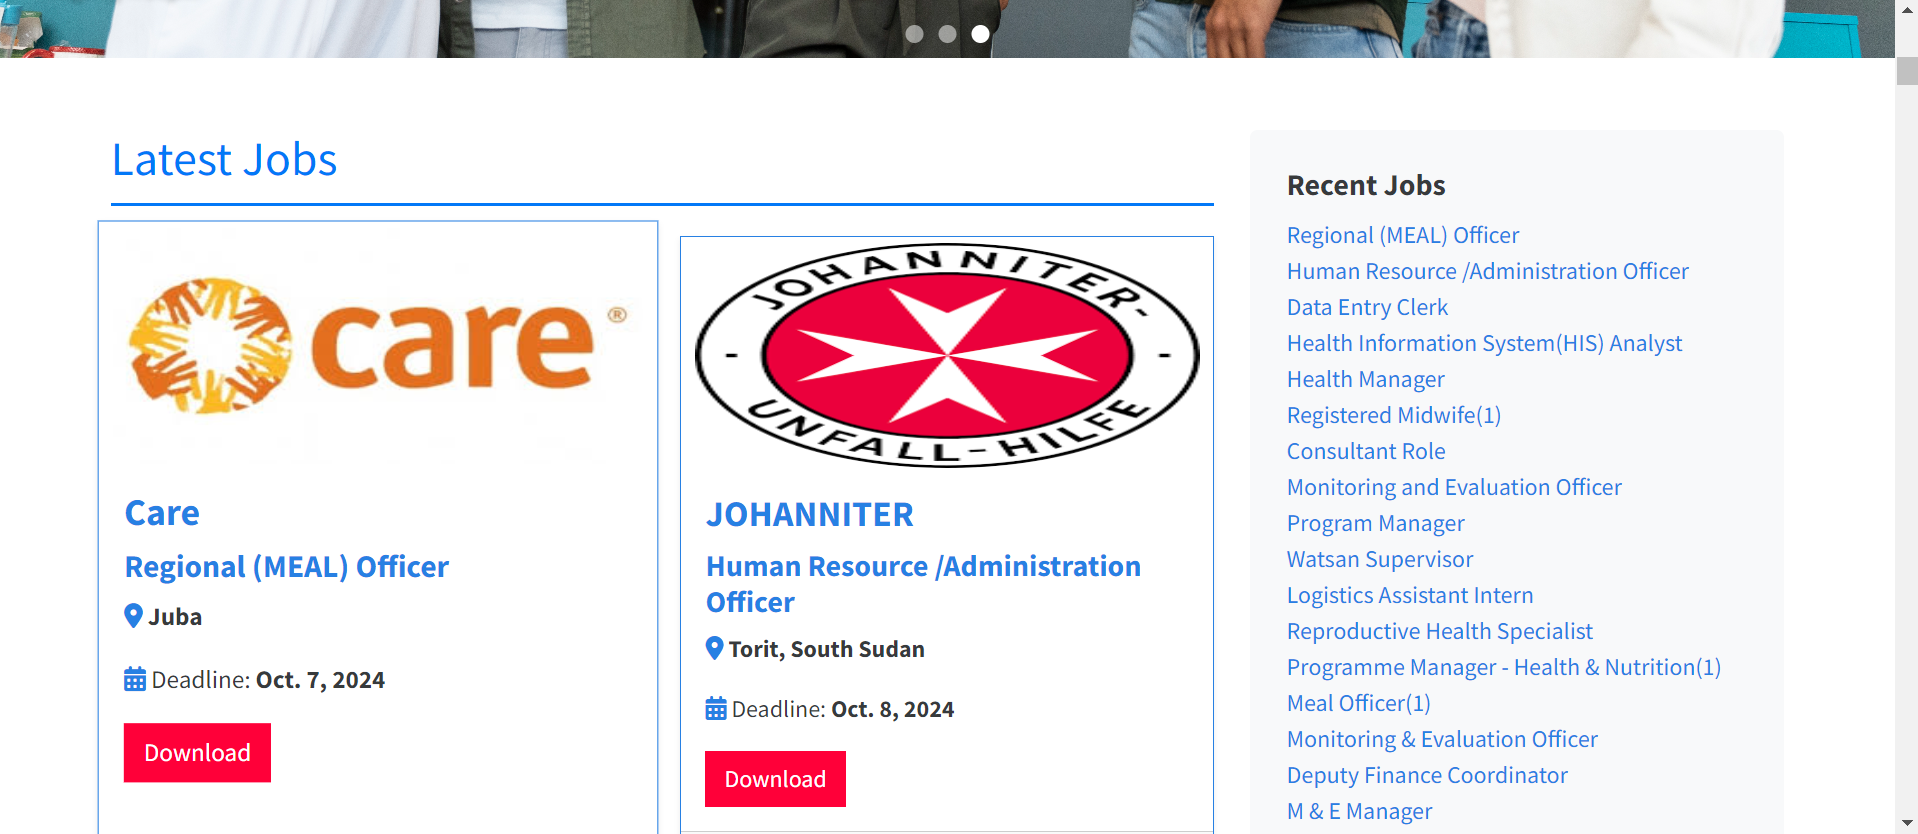 Latest Jobs
care ®
Care
Regional (MEAL) Officer
Juba
Deadline: Oct. 7, 2024
Download
JOHANNITER-
- -
UNFALL-HILFE
JOHANNITER
Human Resource /Administration
Officer
Torit, South Sudan
Deadline: Oct. 8, 2024
Download
Recent Jobs
Regional (MEAL) Officer
Human Resource /Administration Officer
Data Entry Clerk
Health Information System(HIS) Analyst
Health Manager
Registered Midwife(1)
Consultant Role
Monitoring and Evaluation Officer
Program Manager
Watsan Supervisor
Logistics Assistant Intern
Reproductive Health Specialist
Programme Manager - Health & Nutrition(1)
Meal Officer(1)
Monitoring & Evaluation Officer
Deputy Finance Coordinator
M & E Manager